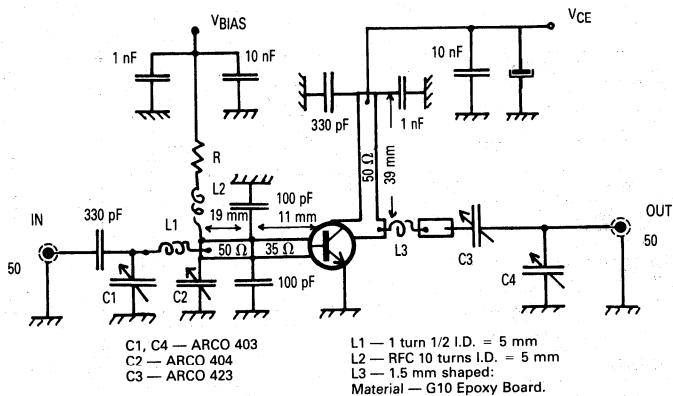 VBIAS
VCE
1 nF
10 nF
10 nF
330 pF
1 nF
50 Ω
39 mm
R
L2
100 pF
19 mm
11 mm
IN
330 pF
L1
50 Ω
35 Ω
L3
OUT
50
50
C1
C2
100 pF
C3
C4
C1, C4 — ARCO 403
C2 — ARCO 404
C3 — ARCO 423
L1 — 1 turn 1/2 I.D. = 5 mm
L2 — RFC 10 turns I.D. = 5 mm
L3 — 1.5 mm shaped:
Material — G10 Epoxy Board.